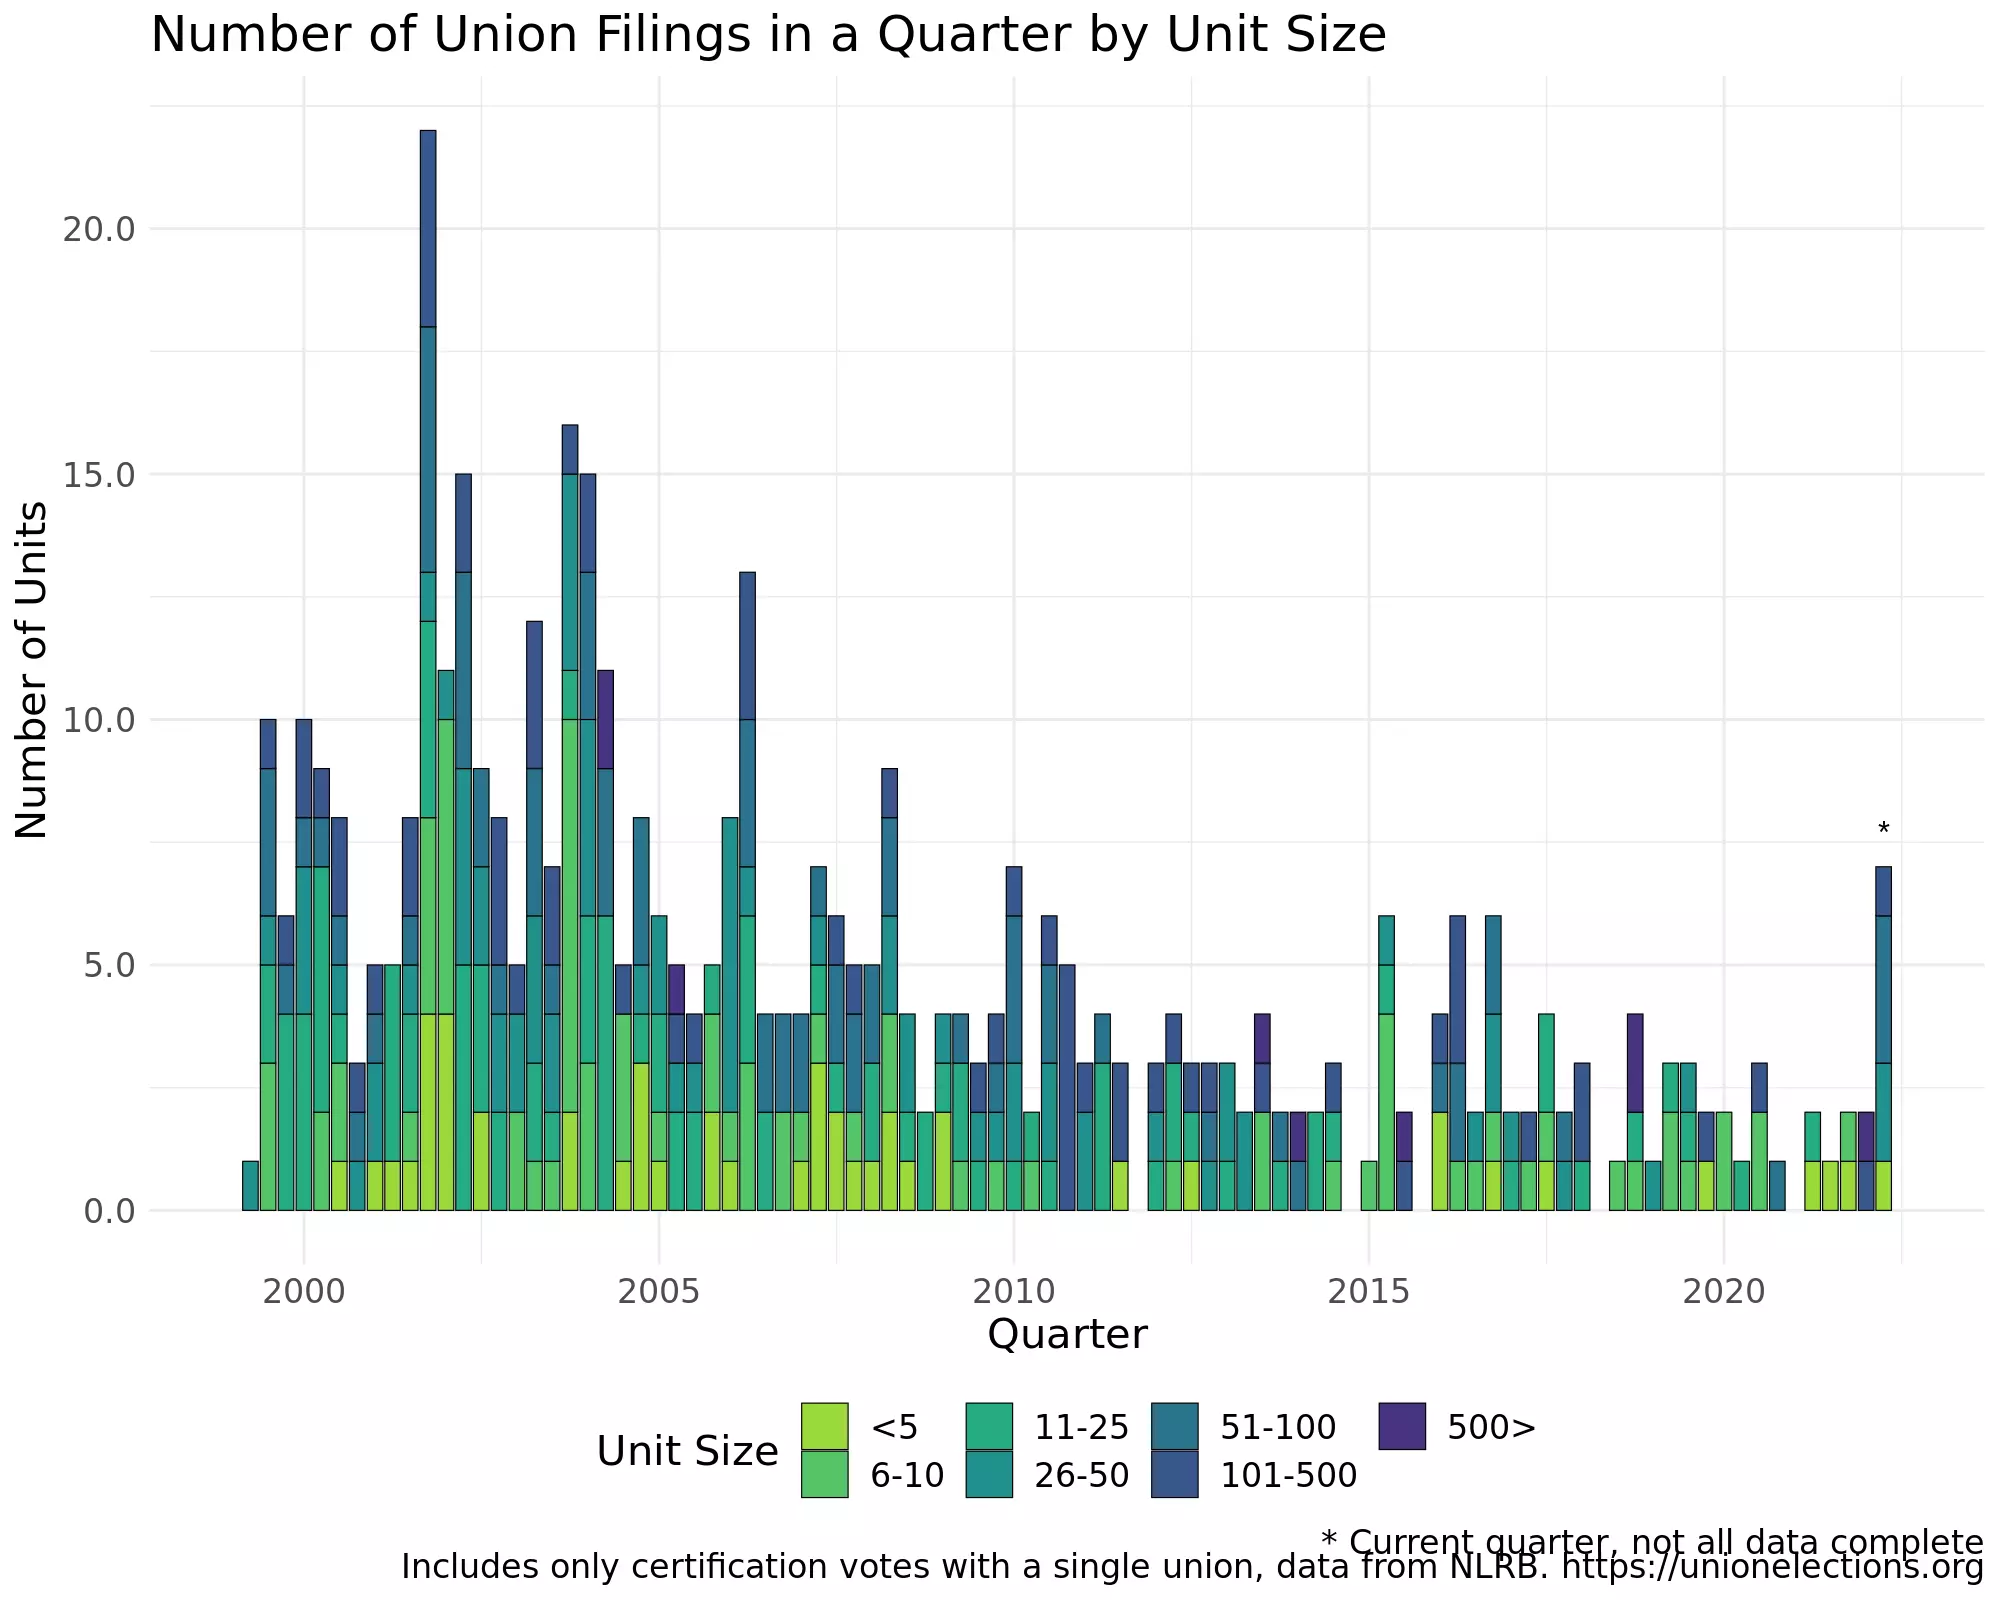 Number of Union Filings in a Quarter by Unit Size
Number of Units
20.0
15.0
10.0
5.0
0.0
*
2000 2005 2010 2015 2020
Quarter
Unit Size
<5 11-25 51-100 500>
6-10 26-50 101-500
* Current quarter, not all data complete
Includes only certification votes with a single union, data from NLRB. https://unionelections.org